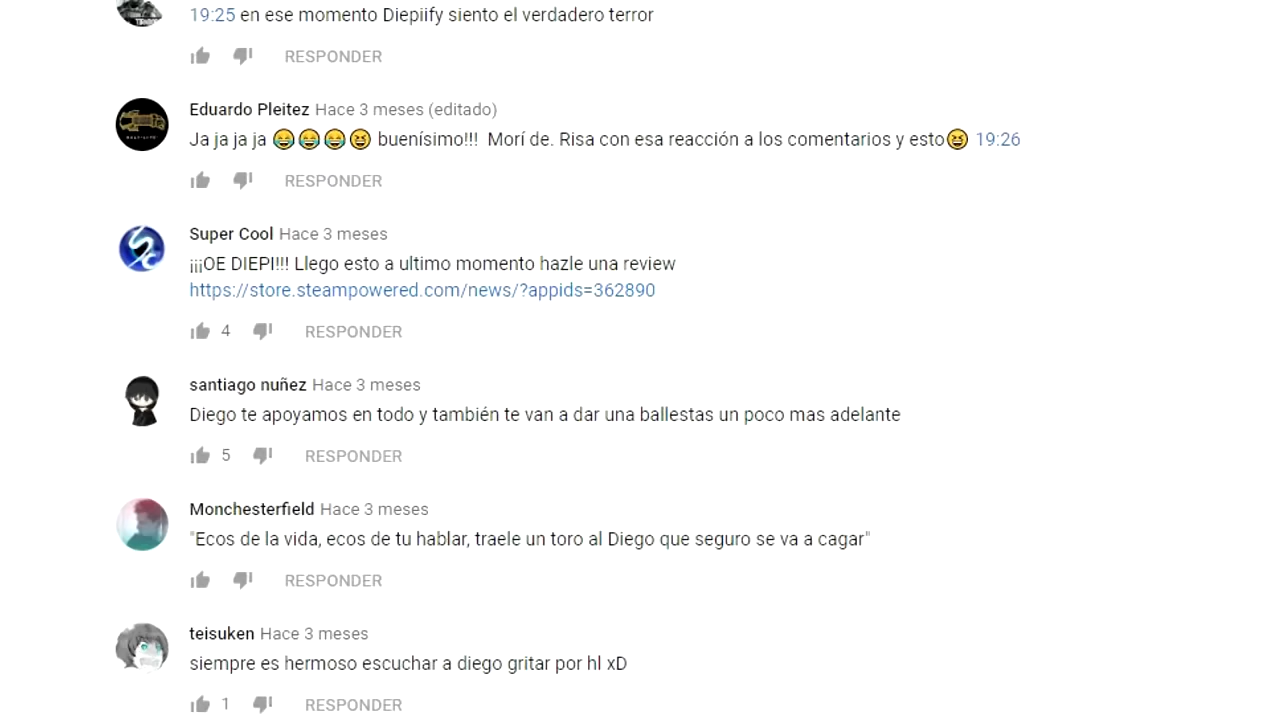 19:25 en ese momento Diepiify siento el verdadero terror
RESPONDER
Eduardo Pleitez Hace 3 meses (editado)
Ja ja ja ja 😂😂😂😆 buenísimo!!! Morí de. Risa con esa reacción a los comentarios y esto😆 19:26
RESPONDER
Super Cool Hace 3 meses
¡¡¡OE DIEPI!!! Llego esto a ultimo momento hazle una review
https://store.steampowered.com/news/?appids=362890
4 RESPONDER
santiago nuñez Hace 3 meses
Diego te apoyamos en todo y también te van a dar una ballestas un poco mas adelante
5 RESPONDER
Monchesterfield Hace 3 meses
"Ecos de la vida, ecos de tu hablar, traele un toro al Diego que seguro se va a cagar"
RESPONDER
teisuken Hace 3 meses
siempre es hermoso escuchar a diego gritar por hl xD
1 RESPONDER